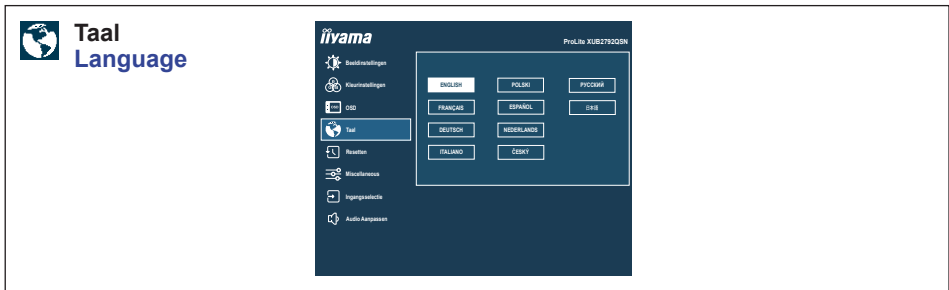 Taal
Language
iiyama
ProLite XUB2792QSN
Beeldinstellingen
Kleurinstellingen
OSD
OSD
Taal
Resetten
Miscellaneous
Ingangsselectie
Audio Aanpassen
ENGLISH
POLSKI
РУССКИЙ
FRANÇAIS
ESPAÑOL
日本語
DEUTSCH
NEDERLANDS
ITALIANO
ČESKÝ